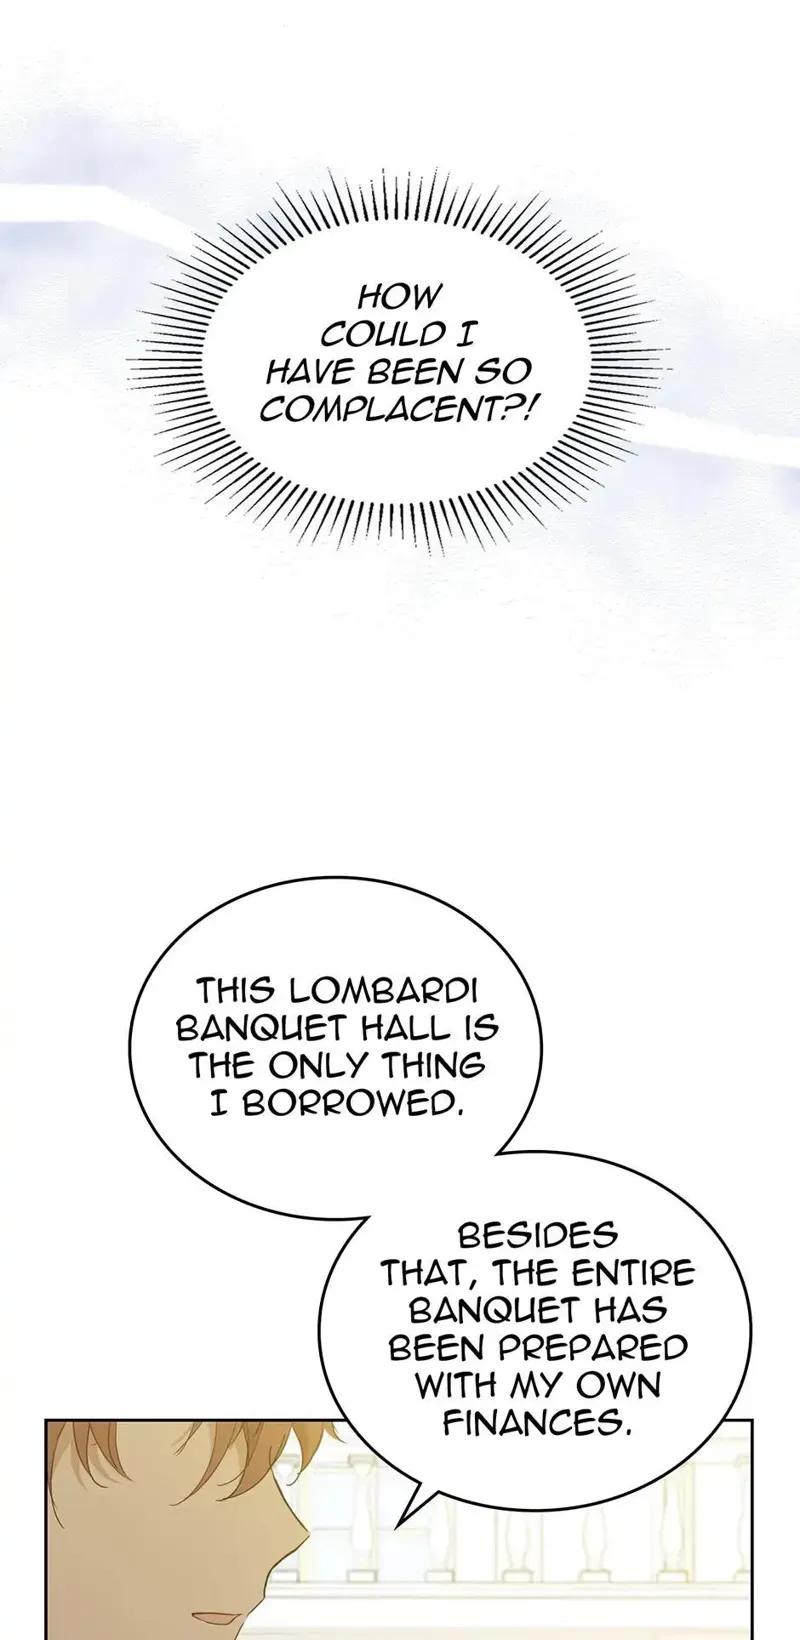 HOW
COULD I
HAVE BEEN SO
COMPLACENT?!
THIS LOMBARDI
BANQUET HALL IS
THE ONLY THING
I BORROWED.
BESIDES
THAT, THE ENTIRE
BANQUET HAS
BEEN PREPARED
WITH MY OWN
FINANCES.